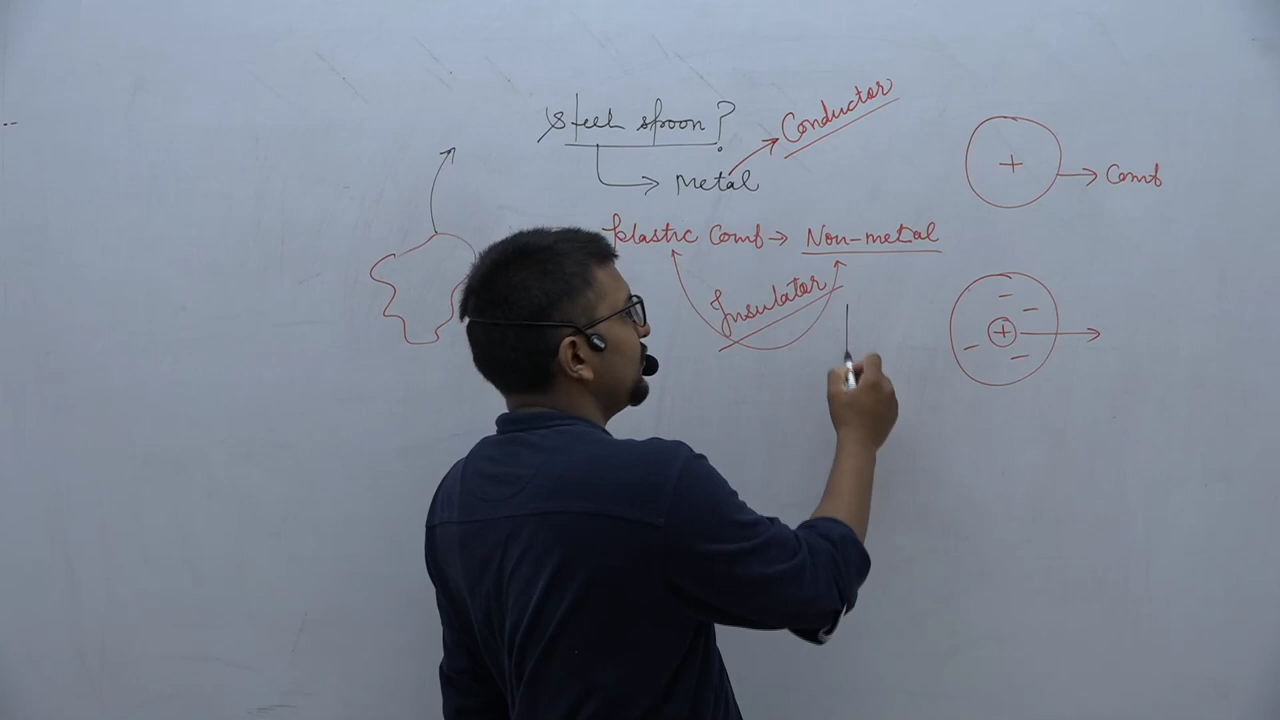 Steel spoon?
Conductor
Metal
+
Comb
Plastic Comb → Non-metal
Insulator
+